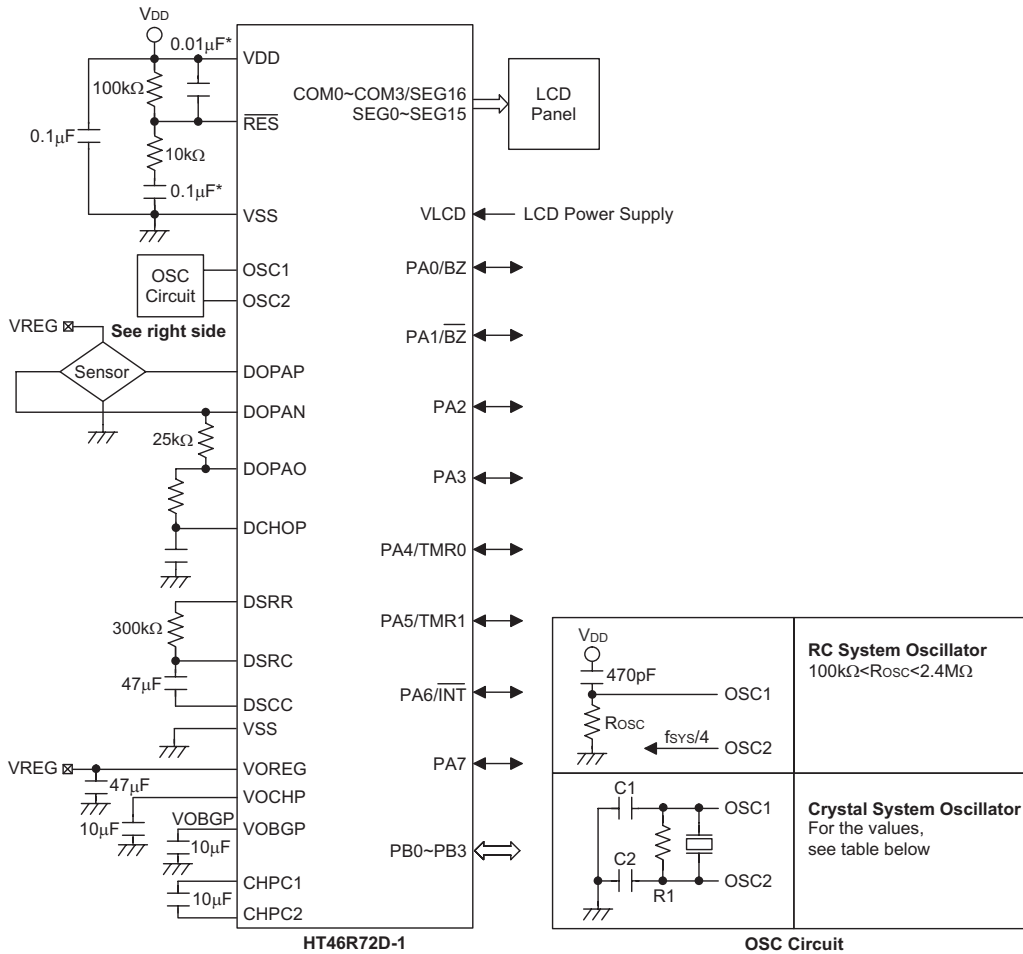 VDD
0.01µF*
VDD
100kΩ
RES
0.1µF
10kΩ
0.1µF*
VSS
OSC
Circuit
OSC1
OSC2
VREG
See right side
Sensor
DOPAP
DOPAN
25kΩ
DOPAO
DCHOP
DSRR
300kΩ
DSRC
47µF
DSCC
VSS
VREG
VOREG
47µF
VOCHP
10µF
VOBGP
VOBGP
10µF
CHPC1
10µF
CHPC2
COM0~COM3/SEG16
SEG0~SEG15
LCD
Panel
VLCD
LCD Power Supply
PA0/BZ
PA1/BZ
PA2
PA3
PA4/TMR0
PA5/TMR1
PA6/INT
PA7
PB0~PB3
HT46R72D-1
VDD
470pF
OSC1
ROSC
fSYS/4
OSC2
RC System Oscillator
100kΩ<ROSC<2.4MΩ
C1
OSC1
C2
R1
OSC2
Crystal System Oscillator
For the values,
see table below
OSC Circuit